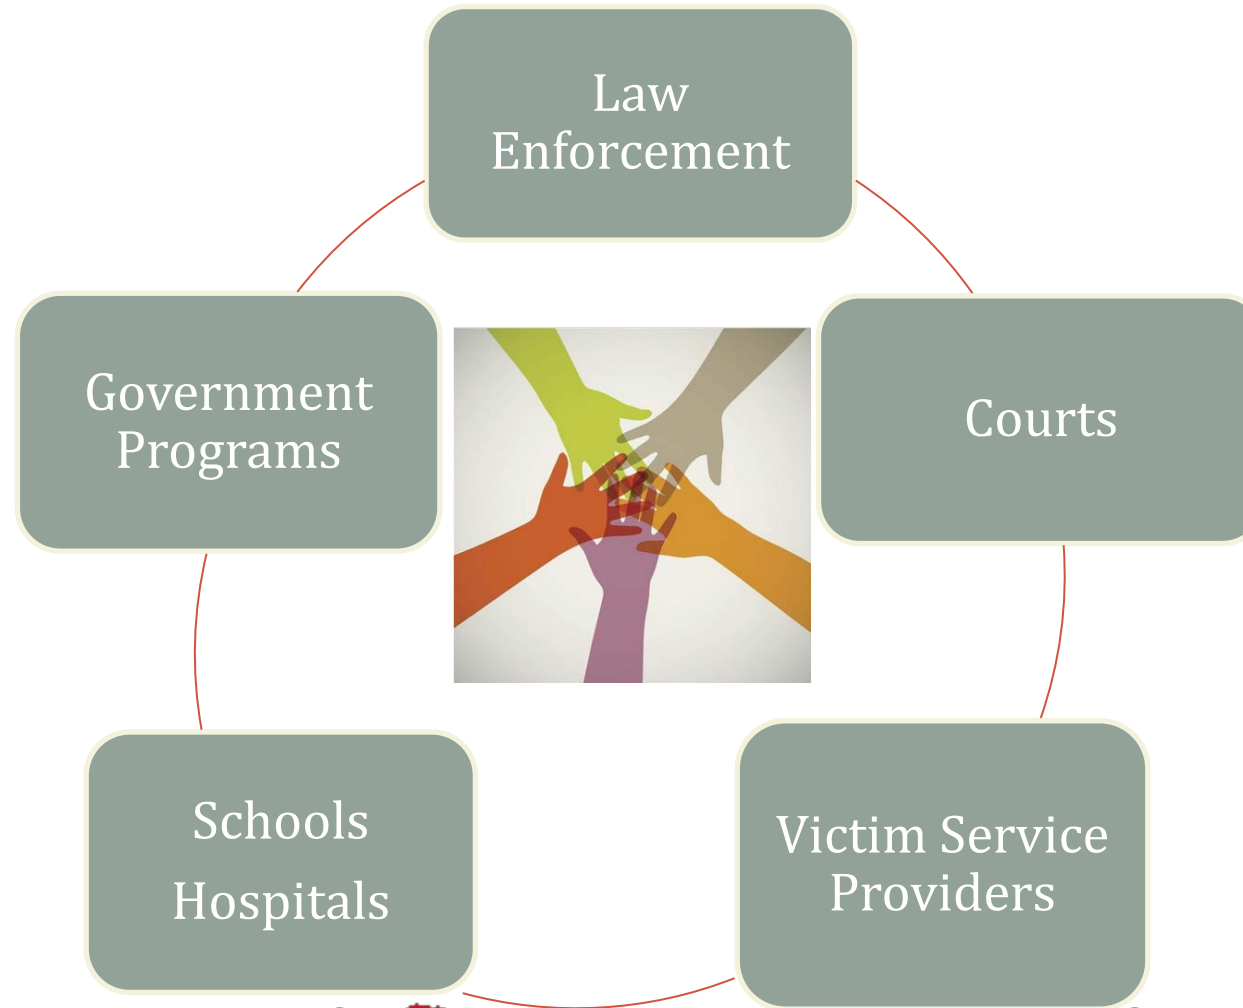 Law
Enforcement
Government
Programs
Courts
Schools
Hospitals
Victim Service
Providers